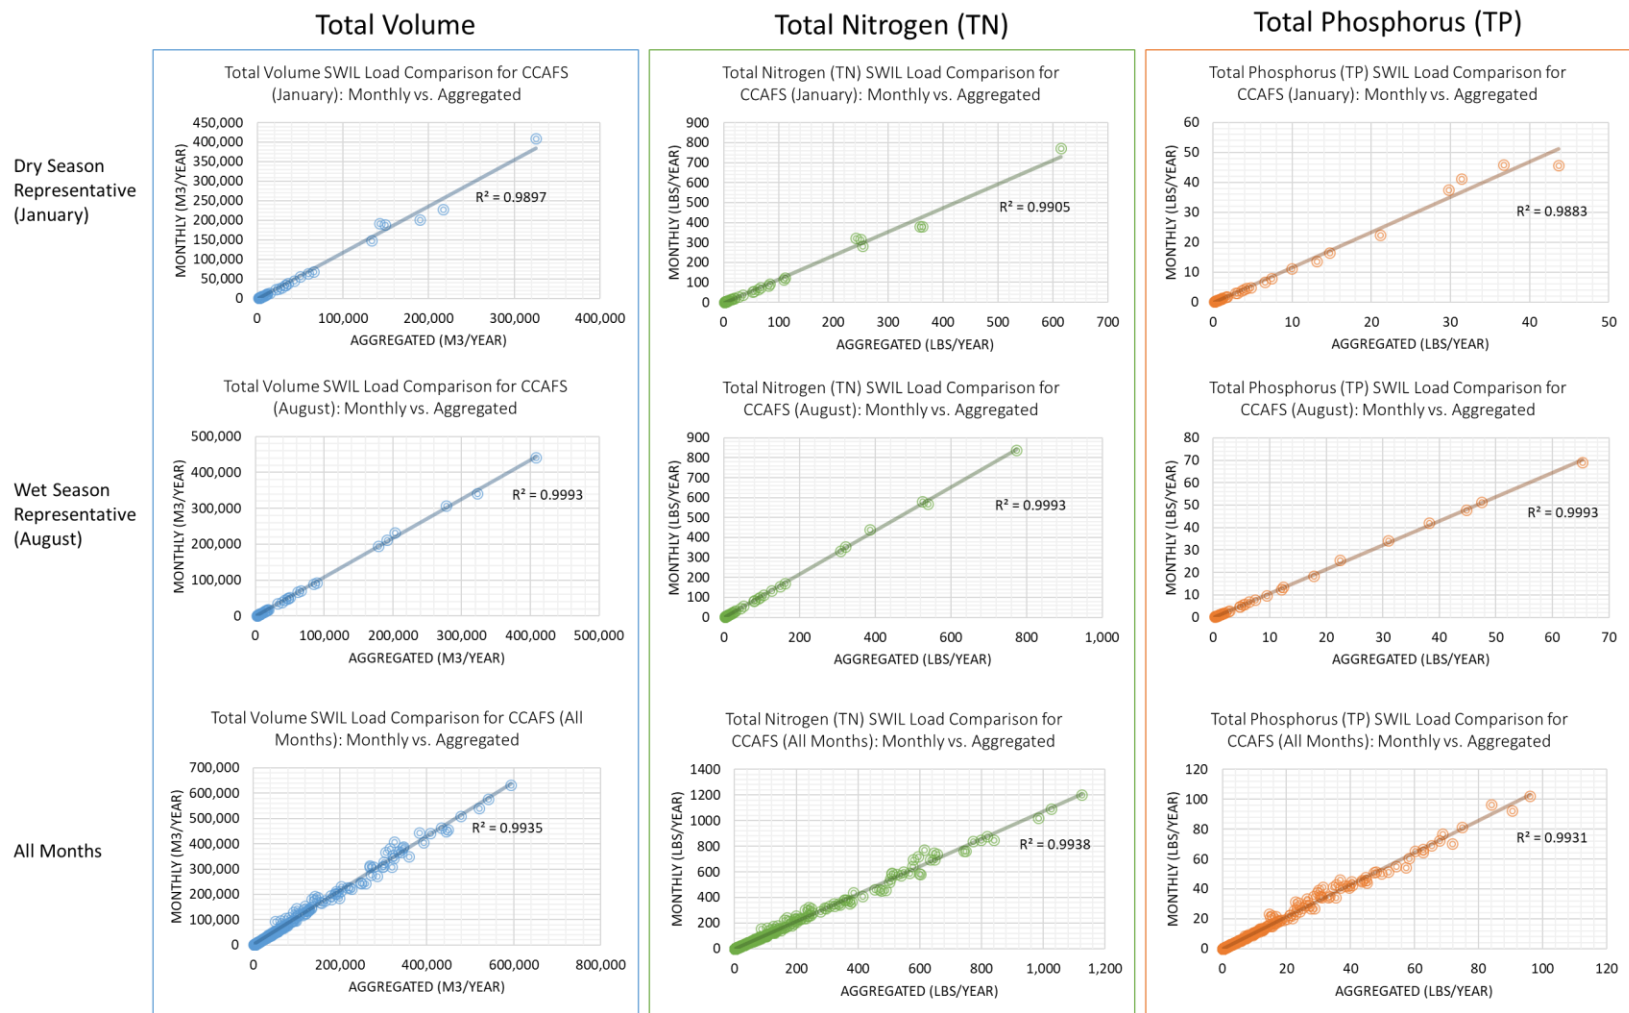 Total Volume
Total Nitrogen (TN)
Total Phosphorus (TP)
Dry Season
Representative
(January)
Total Volume SWIL Load Comparison for CCAFS
(January): Monthly vs. Aggregated
MONTHLY (M3/YEAR)
450,000
400,000
350,000
300,000
250,000
200,000
150,000
100,000
50,000
0
R² = 0.9897
0 100,000 200,000 300,000 400,000
AGGREGATED (M3/YEAR)
Total Nitrogen (TN) SWIL Load Comparison for
CCAFS (January): Monthly vs. Aggregated
MONTHLY (LBS/YEAR)
900
800
700
600
500
400
300
200
100
0
R² = 0.9905
0 100 200 300 400 500 600 700
AGGREGATED (LBS/YEAR)
Total Phosphorus (TP) SWIL Load Comparison for
CCAFS (January): Monthly vs. Aggregated
MONTHLY (LBS/YEAR)
60
50
40
30
20
10
0
R² = 0.9883
0 10 20 30 40 50
AGGREGATED (LBS/YEAR)
Wet Season
Representative
(August)
Total Volume SWIL Load Comparison for CCAFS
(August): Monthly vs. Aggregated
MONTHLY (M3/YEAR)
500,000
400,000
300,000
200,000
100,000
0
R² = 0.9993
0 100,000 200,000 300,000 400,000 500,000
AGGREGATED (M3/YEAR)
Total Nitrogen (TN) SWIL Load Comparison for
CCAFS (August): Monthly vs. Aggregated
MONTHLY (LBS/YEAR)
900
800
700
600
500
400
300
200
100
0
R² = 0.9993
0 200 400 600 800 1,000
AGGREGATED (LBS/YEAR)
Total Phosphorus (TP) SWIL Load Comparison for
CCAFS (August): Monthly vs. Aggregated
MONTHLY (LBS/YEAR)
80
70
60
50
40
30
20
10
0
R² = 0.9993
0 10 20 30 40 50 60 70
AGGREGATED (LBS/YEAR)
All Months
Total Volume SWIL Load Comparison for CCAFS (All
Months): Monthly vs. Aggregated
MONTHLY (M3/YEAR)
700,000
600,000
500,000
400,000
300,000
200,000
100,000
0
R² = 0.9935
0 200,000 400,000 600,000 800,000
AGGREGATED (M3/YEAR)
Total Nitrogen (TN) SWIL Load Comparison for
CCAFS (All Months): Monthly vs. Aggregated
MONTHLY (LBS/YEAR)
1400
1200
1000
800
600
400
200
0
R² = 0.9938
0 200 400 600 800 1,000 1,200
AGGREGATED (LBS/YEAR)
Total Phosphorus (TP) SWIL Load Comparison for
CCAFS (All Months): Monthly vs. Aggregated
MONTHLY (LBS/YEAR)
120
100
80
60
40
20
0
R² = 0.9931
0 20 40 60 80 100 120
AGGREGATED (LBS/YEAR)